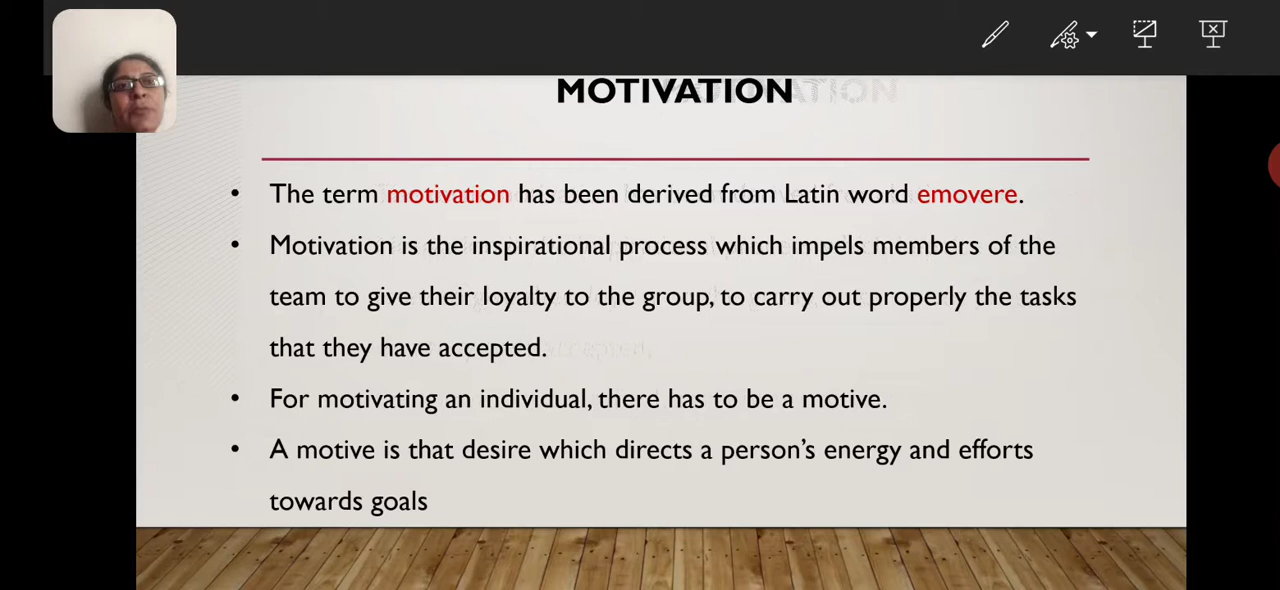 MOTIVATION
• The term motivation has been derived from Latin word emovere.
• Motivation is the inspirational process which impels members of the
team to give their loyalty to the group, to carry out properly the tasks
that they have accepted.
• For motivating an individual, there has to be a motive.
• A motive is that desire which directs a person's energy and efforts
towards goals